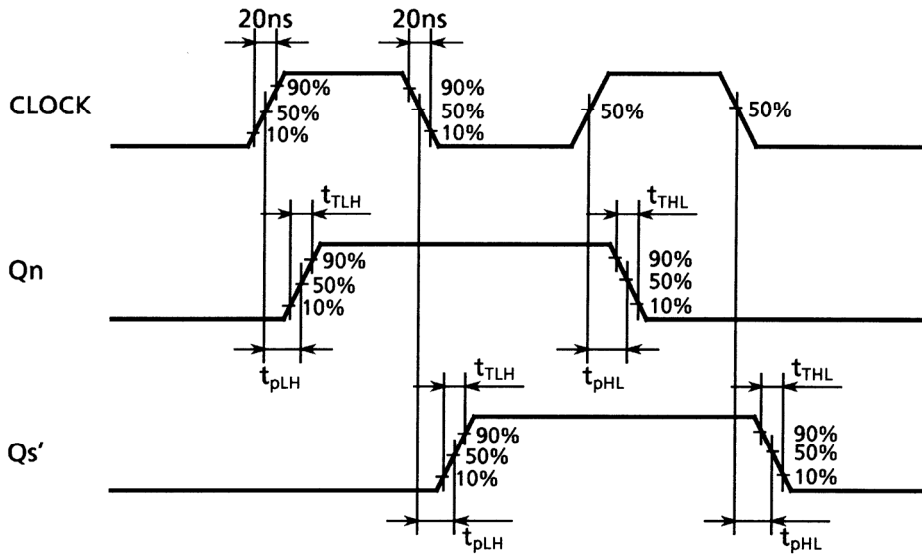 20ns 20ns
90% 90%
CLOCK 50% 50% 50% 50%
10% 10%
tTLH tTHL
Qn 90% 90%
50% 50%
10% 10%
tpLH tpHL
tTLH tTHL
Qs′ 90% 90%
50% 50%
10% 10%
tpLH tpHL